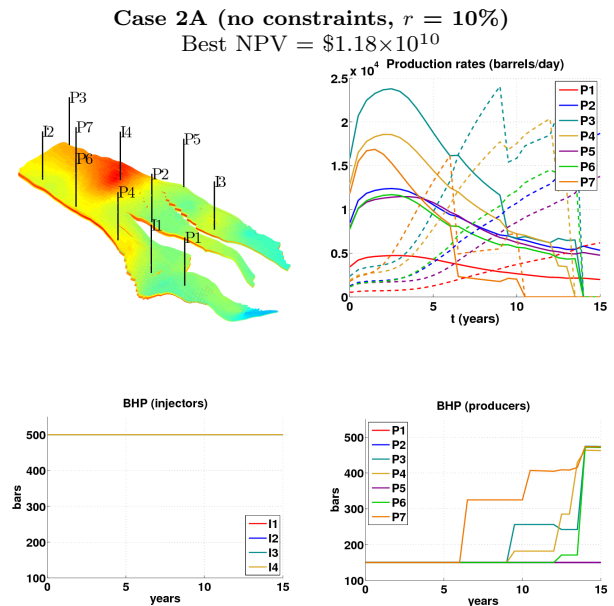 Case 2A (no constraints, r = 10%)
Best NPV = $1.18×10¹⁰
P3
I2
P7
I4
P5
P6
P2
I3
P4
I1
P1
x 10⁴
Production rates (barrels/day)
2.5
2
1.5
1
0.5
0
0
5
10
15
t (years)
P1
P2
P3
P4
P5
P6
P7
BHP (injectors)
500
400
300
200
100
bars
0
5
10
15
years
I1
I2
I3
I4
BHP (producers)
500
400
300
200
100
bars
0
5
10
15
years
P1
P2
P3
P4
P5
P6
P7